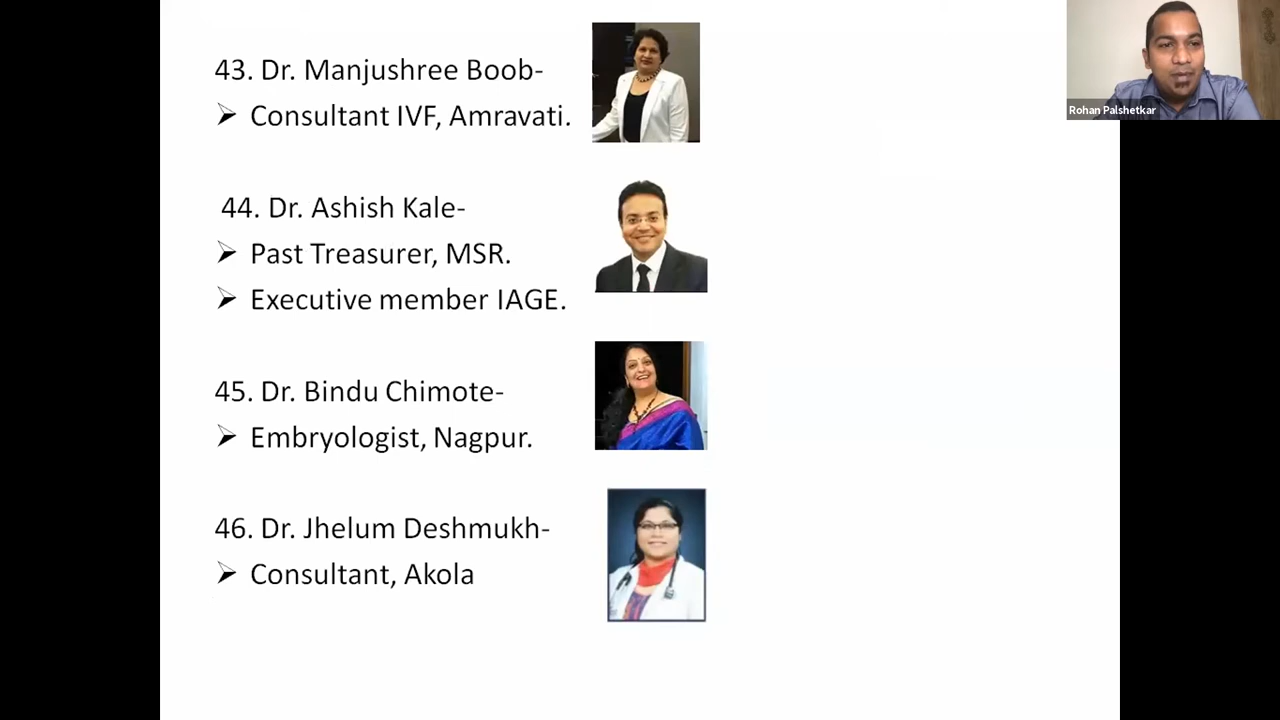 43. Dr. Manjushree Boob-
➢ Consultant IVF, Amravati.
44. Dr. Ashish Kale-
➢ Past Treasurer, MSR.
➢ Executive member IAGE.
45. Dr. Bindu Chimote-
➢ Embryologist, Nagpur.
46. Dr. Jhelum Deshmukh-
➢ Consultant, Akola
Rohan Palshetkar